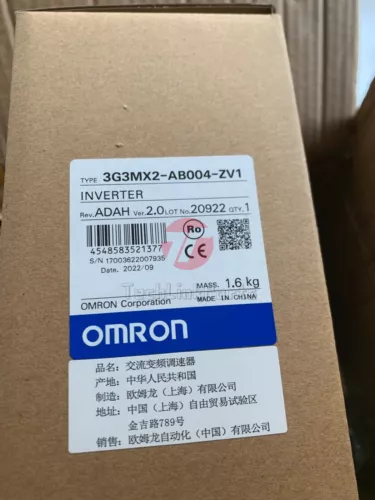 TYPE 3G3MX2-AB004-ZV1
INVERTER
Rev. ADAH Ver.2.0 LOT No.20922 QTY.1
Ro
4548583521377
CE
S/N 17003622007935
Date. 2022/09
MASS. 1.6 kg
OMRON Corporation MADE IN CHINA
OMRON
品名: 交流变频调速器
产地: 中华人民共和国
制造: 欧姆龙（上海）有限公司
地址: 中国（上海）自由贸易试验区
金吉路789号
销售: 欧姆龙自动化（中国）有限公司